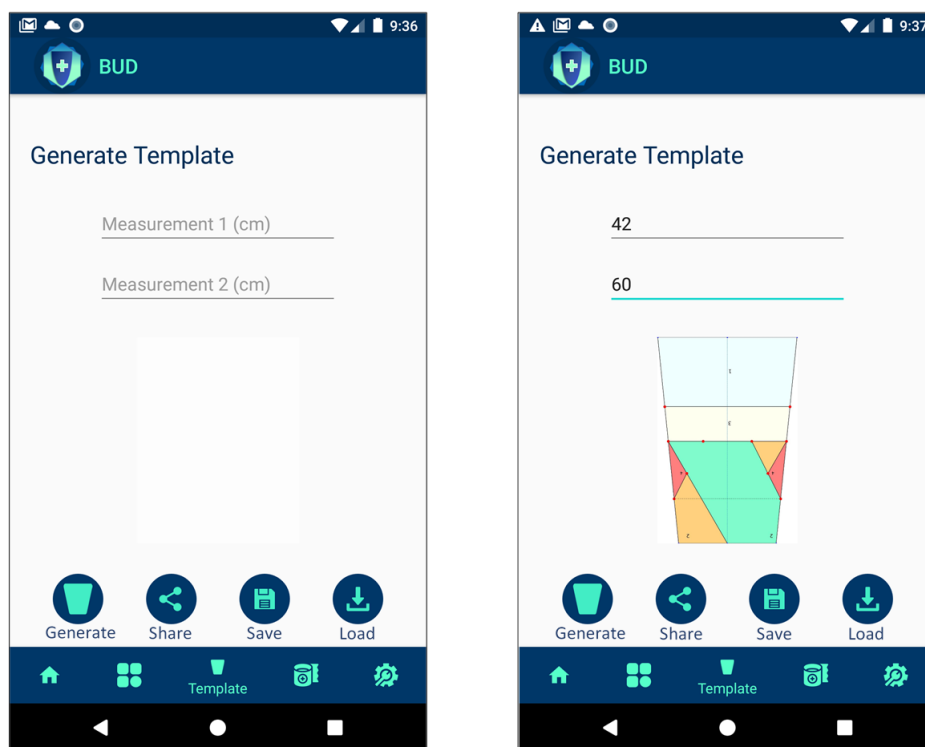 9:36
BUD
Generate Template
Measurement 1 (cm)
Measurement 2 (cm)
Generate
Share
Save
Load
Template
9:37
BUD
Generate Template
42
60
Generate
Share
Save
Load
Template